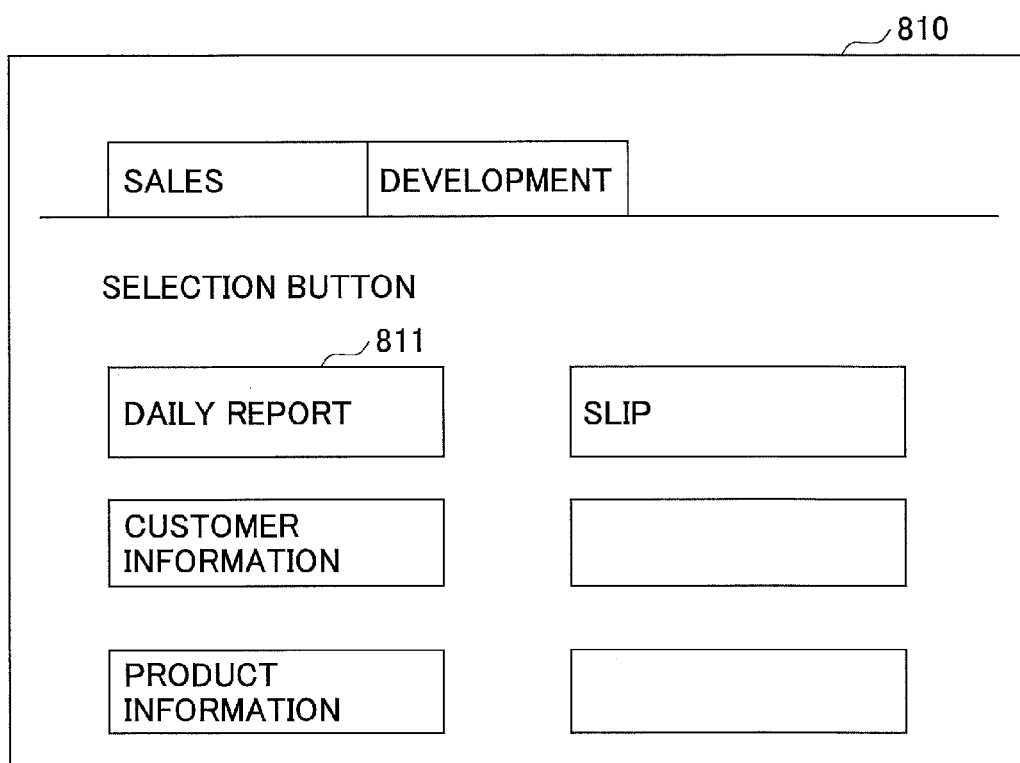 810
SALES
DEVELOPMENT
SELECTION BUTTON
811
DAILY REPORT
SLIP
CUSTOMER
INFORMATION
PRODUCT
INFORMATION